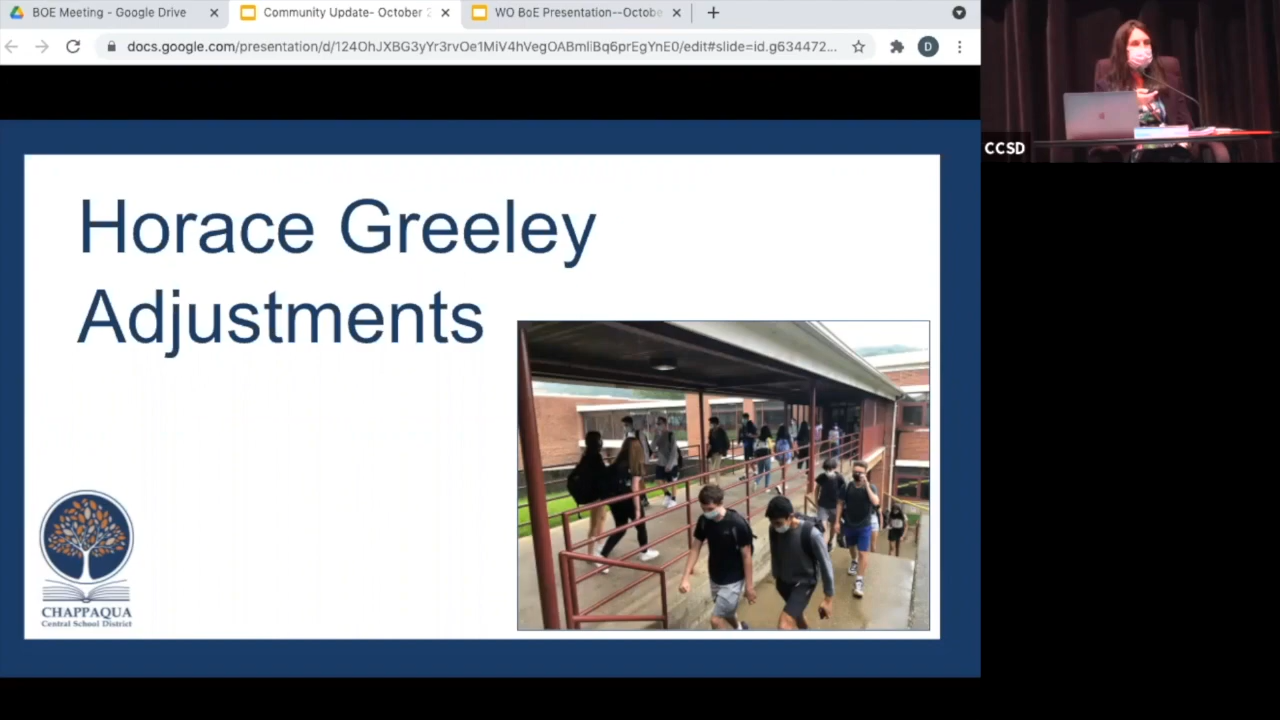 BOE Meeting - Google Drive
Community Update- October
WO BoE Presentation--Octobe
docs.google.com/presentation/d/124OhJXBG3yYr3rvOe1MiV4hVegOABmliBq6prEgYnE0/edit#slide=id.g634472...
D
CCSD
Horace Greeley
Adjustments
CHAPPAQUA
Central School District